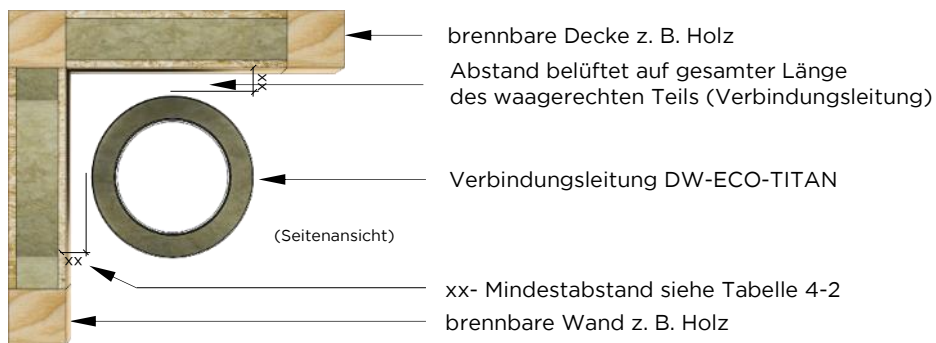 brennbare Decke z. B. Holz
xx
Abstand belüftet auf gesamter Länge
des waagerechten Teils (Verbindungsleitung)
Verbindungsleitung DW-ECO-TITAN
(Seitenansicht)
xx
xx- Mindestabstand siehe Tabelle 4-2
brennbare Wand z. B. Holz